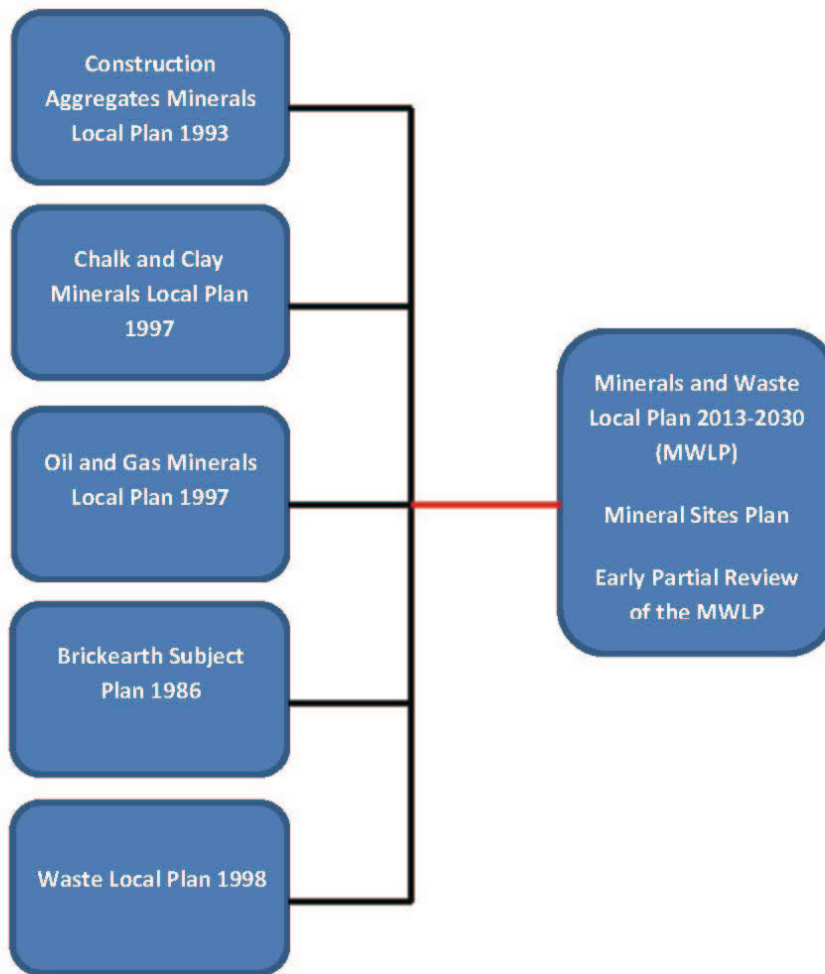 Construction
Aggregates Minerals
Local Plan 1993
Chalk and Clay
Minerals Local Plan
1997
Oil and Gas Minerals
Local Plan 1997
Brickearth Subject
Plan 1986
Waste Local Plan 1998
Minerals and Waste
Local Plan 2013-2030
(MWLP)
Mineral Sites Plan
Early Partial Review
of the MWLP